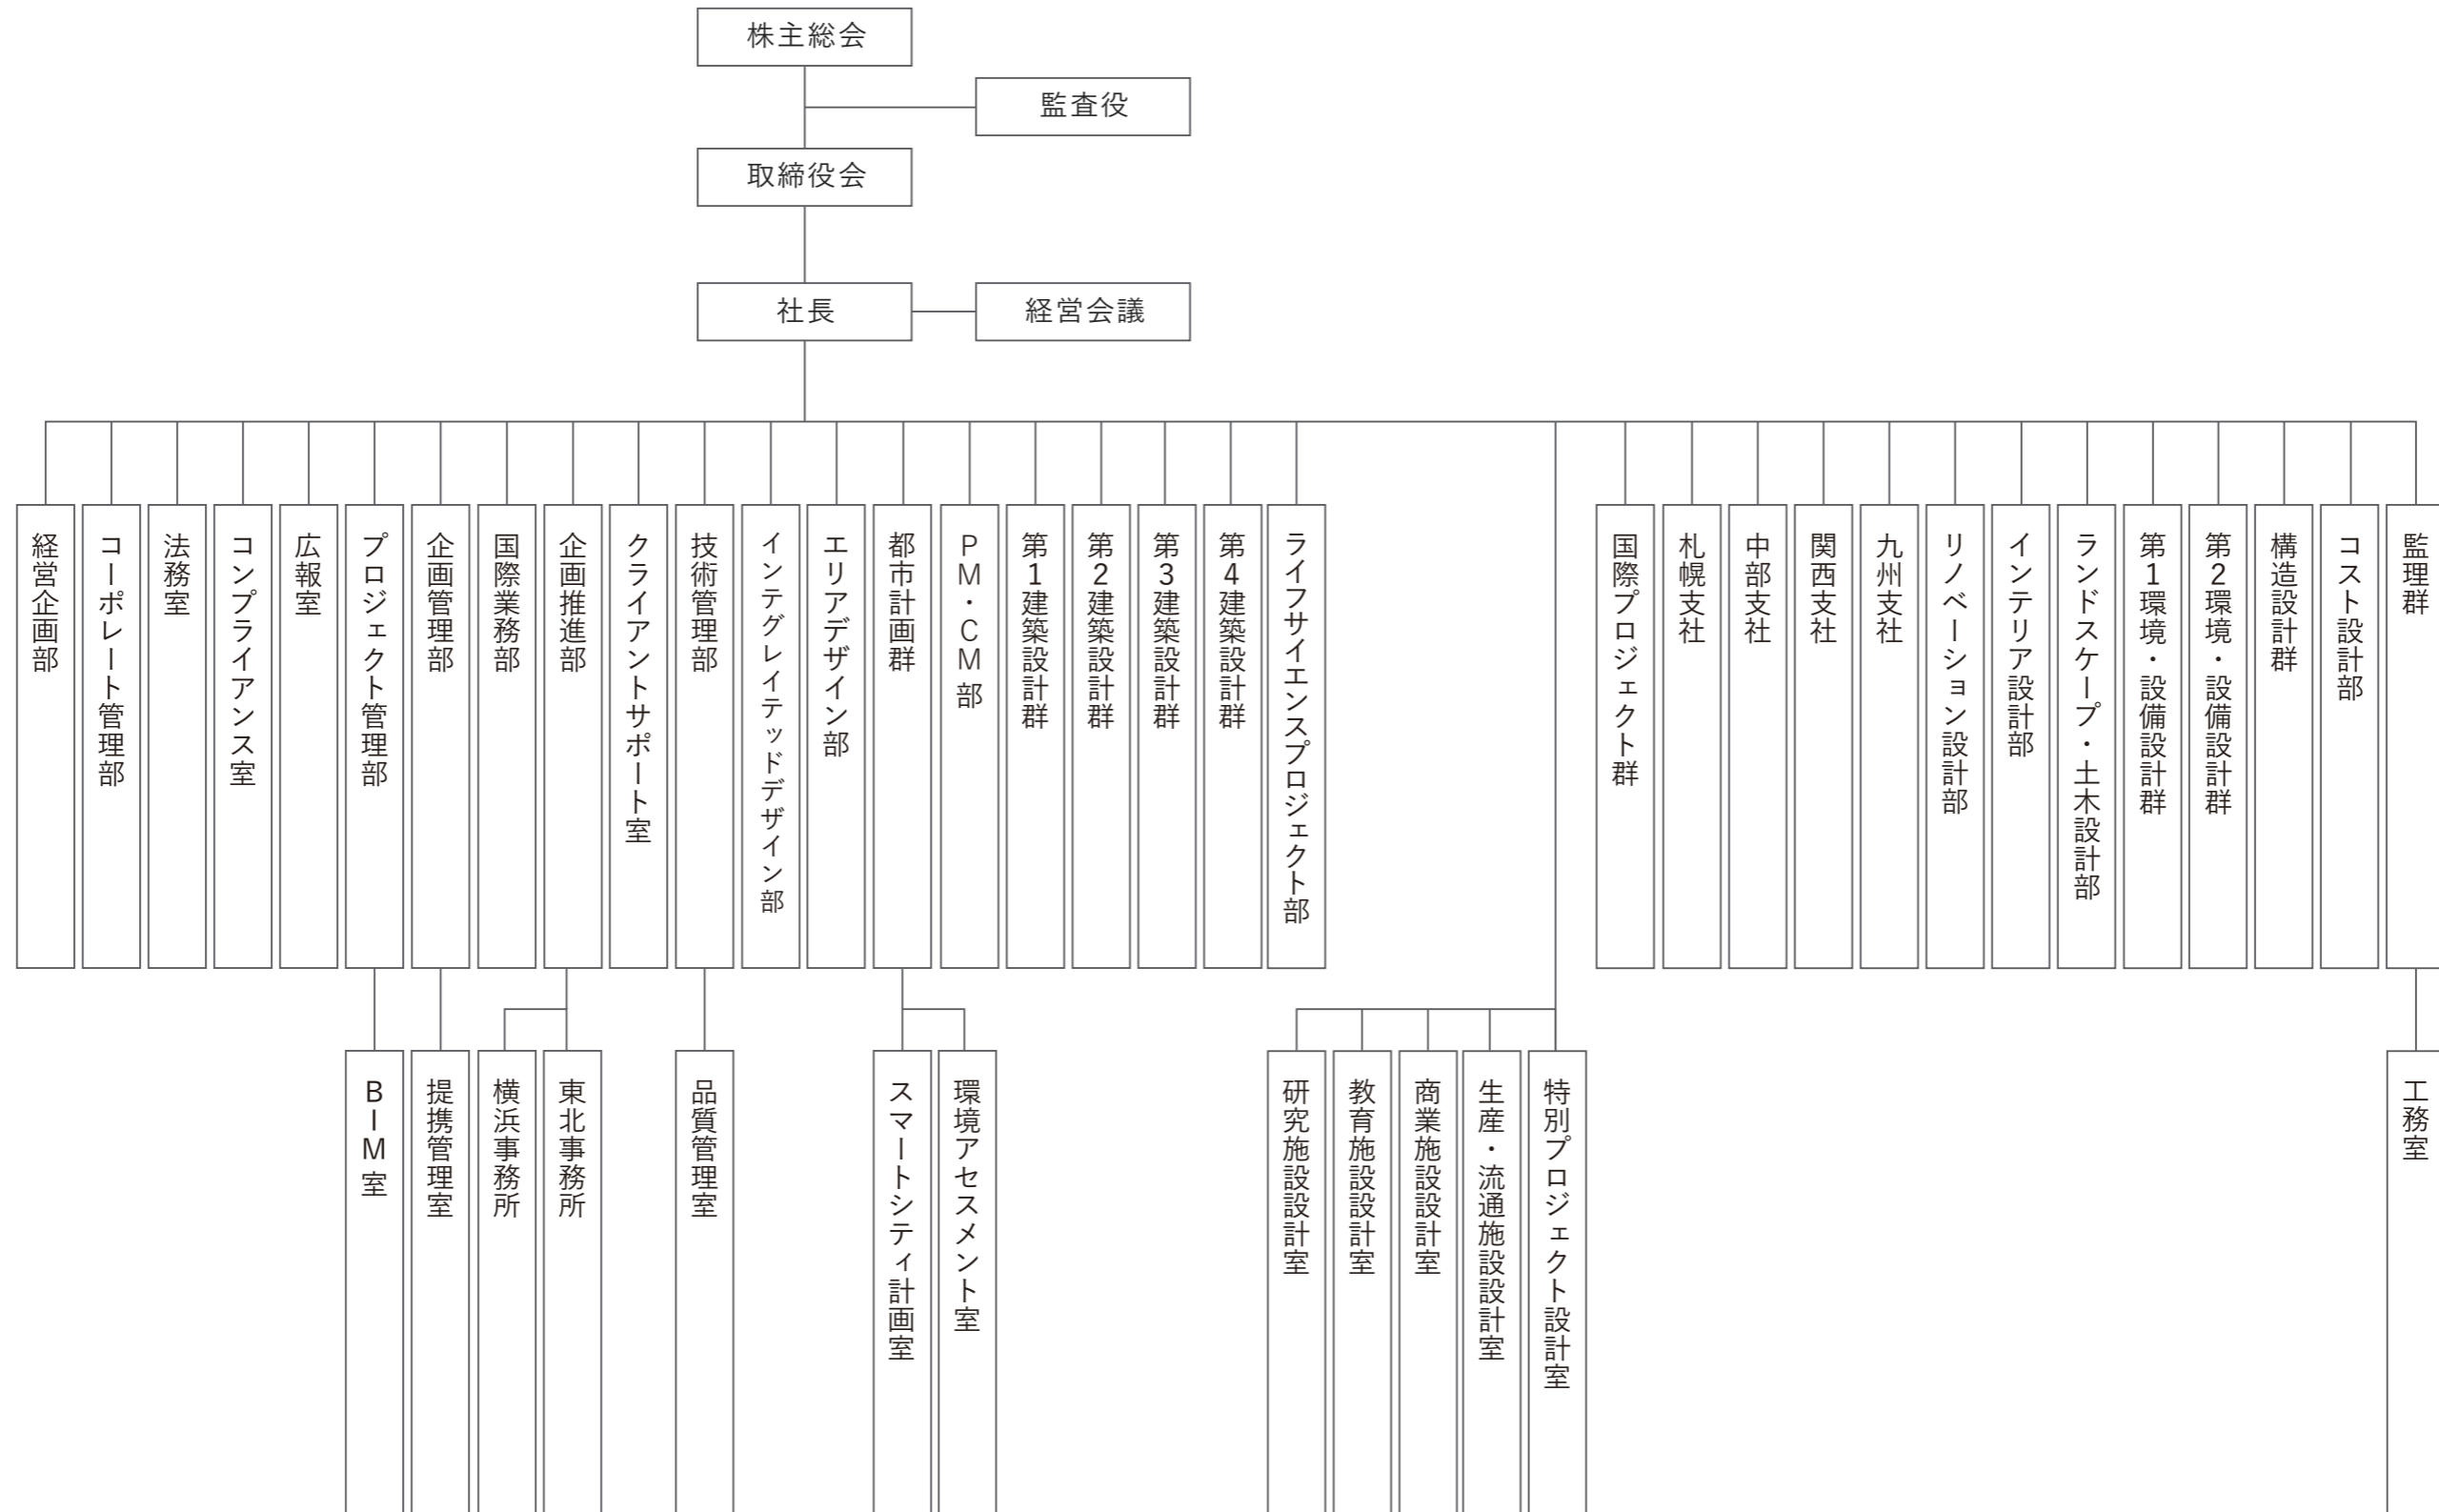 株主総会
監査役
取締役会
社長
経営会議
経営企画部
コーポレート管理部
法務室
コンプライアンス室
広報室
プロジェクト管理部
企画管理部
国際業務部
企画推進部
クライアントサポート室
技術管理部
インテグレイテッドデザイン部
エリアデザイン部
都市計画群
PM・CM部
第1建築設計群
第2建築設計群
第3建築設計群
第4建築設計群
ライフサイエンスプロジェクト部
国際プロジェクト群
札幌支社
中部支社
関西支社
九州支社
リノベーション設計部
インテリア設計部
ランドスケープ・土木設計部
第1環境・設備設計群
第2環境・設備設計群
構造設計群
コスト設計部
監理群
BIM室
提携管理室
横浜事務所
東北事務所
品質管理室
スマートシティ計画室
環境アセスメント室
研究施設設計室
教育施設設計室
商業施設設計室
生産・流通施設設計室
特別プロジェクト設計室
工務室